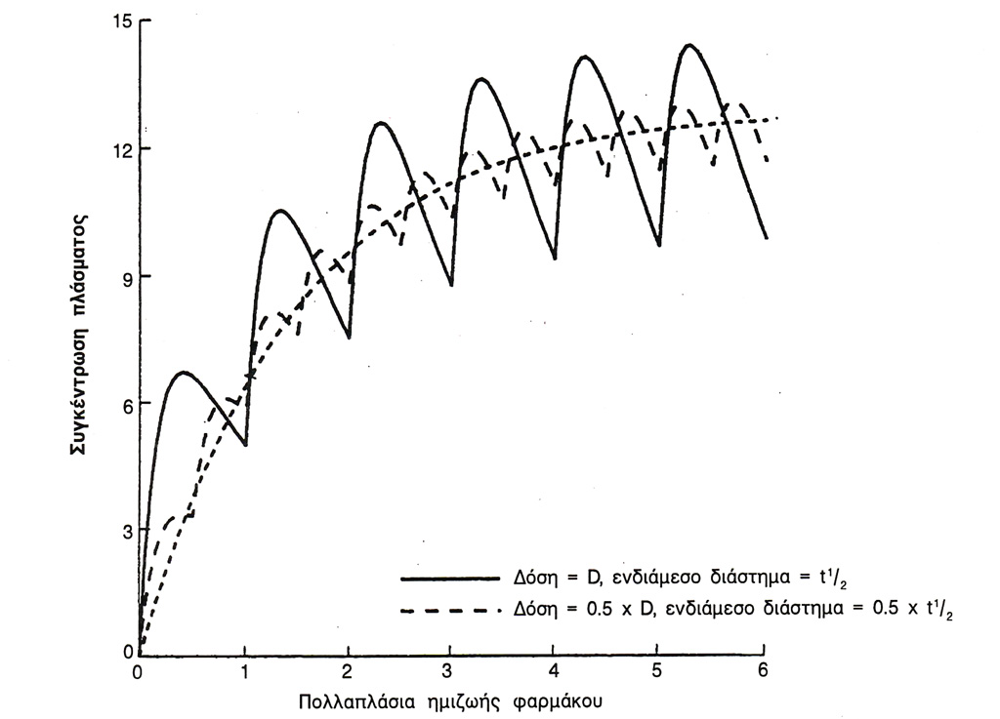 15
12
9
6
3
0
Συγκέντρωση πλάσματος
Δόση = D, ενδιάμεσο διάστημα = t¹/₂
Δόση = 0.5 x D, ενδιάμεσο διάστημα = 0.5 x t¹/₂
0 1 2 3 4 5 6
Πολλαπλάσια ημιζωής φαρμάκου